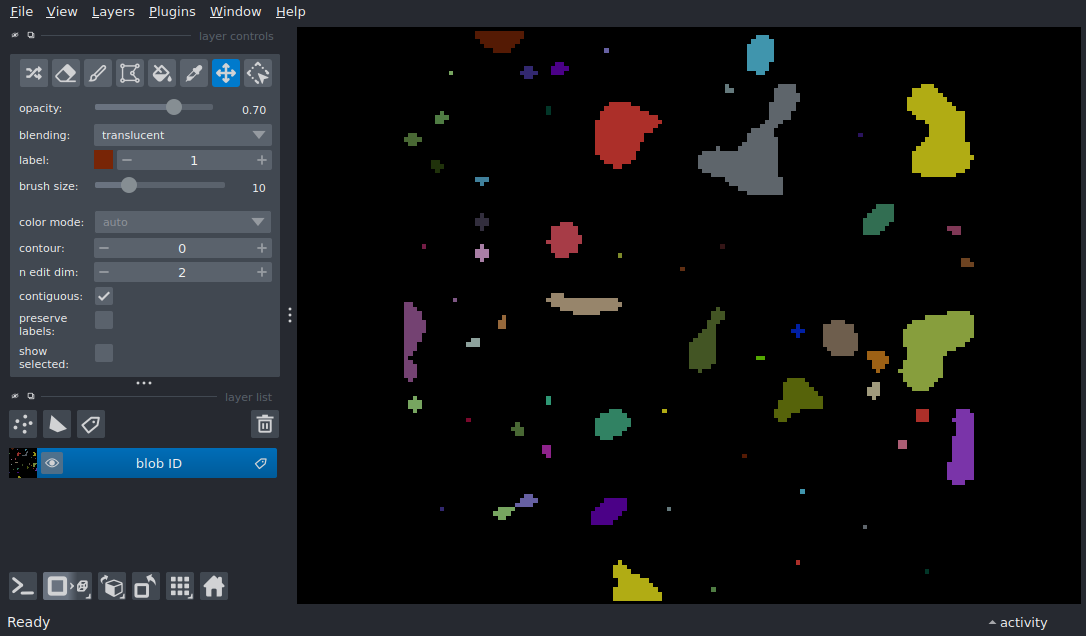 File View Layers Plugins Window Help
layer controls
opacity: 0.70
blending: translucent
label: 1
brush size: 10
color mode: auto
contour: 0
n edit dim: 2
contiguous:
preserve
labels:
show
selected:
layer list
blob ID
Ready
activity